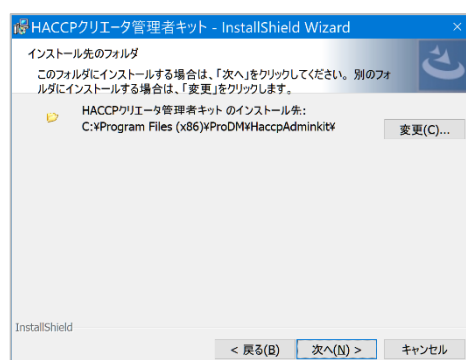 HACCPクリエータ管理者キット - InstallShield Wizard
インストール先のフォルダ
このフォルダにインストールする場合は、「次へ」をクリックしてください。別のフォ
ルダにインストールする場合は、「変更」をクリックします。
HACCPクリエータ管理者キット のインストール先:
C:¥Program Files (x86)¥ProDM¥HaccpAdminkit¥
変更(C)...
InstallShield
< 戻る(B)
次へ(N) >
キャンセル